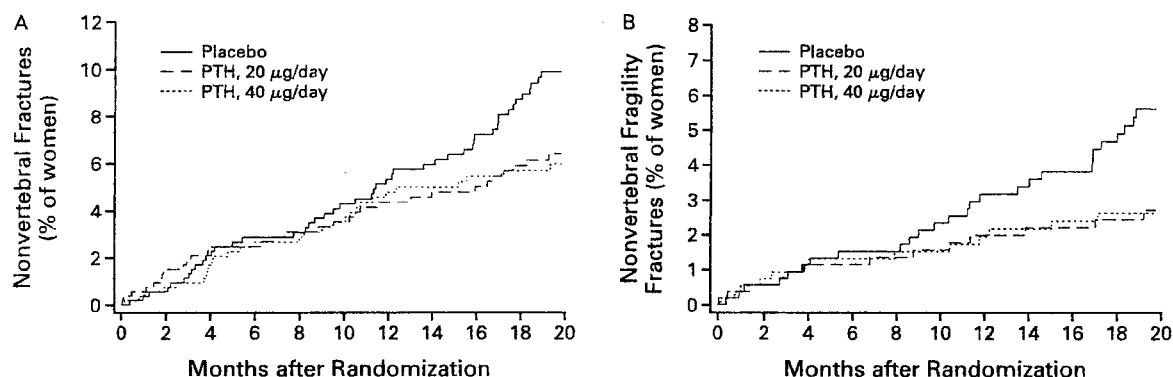 A
Nonvertebral Fractures
(% of women)
12
10
8
6
4
2
0
Placebo
PTH, 20 μg/day
PTH, 40 μg/day
0 2 4 6 8 10 12 14 16 18 20
Months after Randomization
B
Nonvertebral Fragility
Fractures (% of women)
8
7
6
5
4
3
2
1
0
Placebo
PTH, 20 μg/day
PTH, 40 μg/day
0 2 4 6 8 10 12 14 16 18 20
Months after Randomization